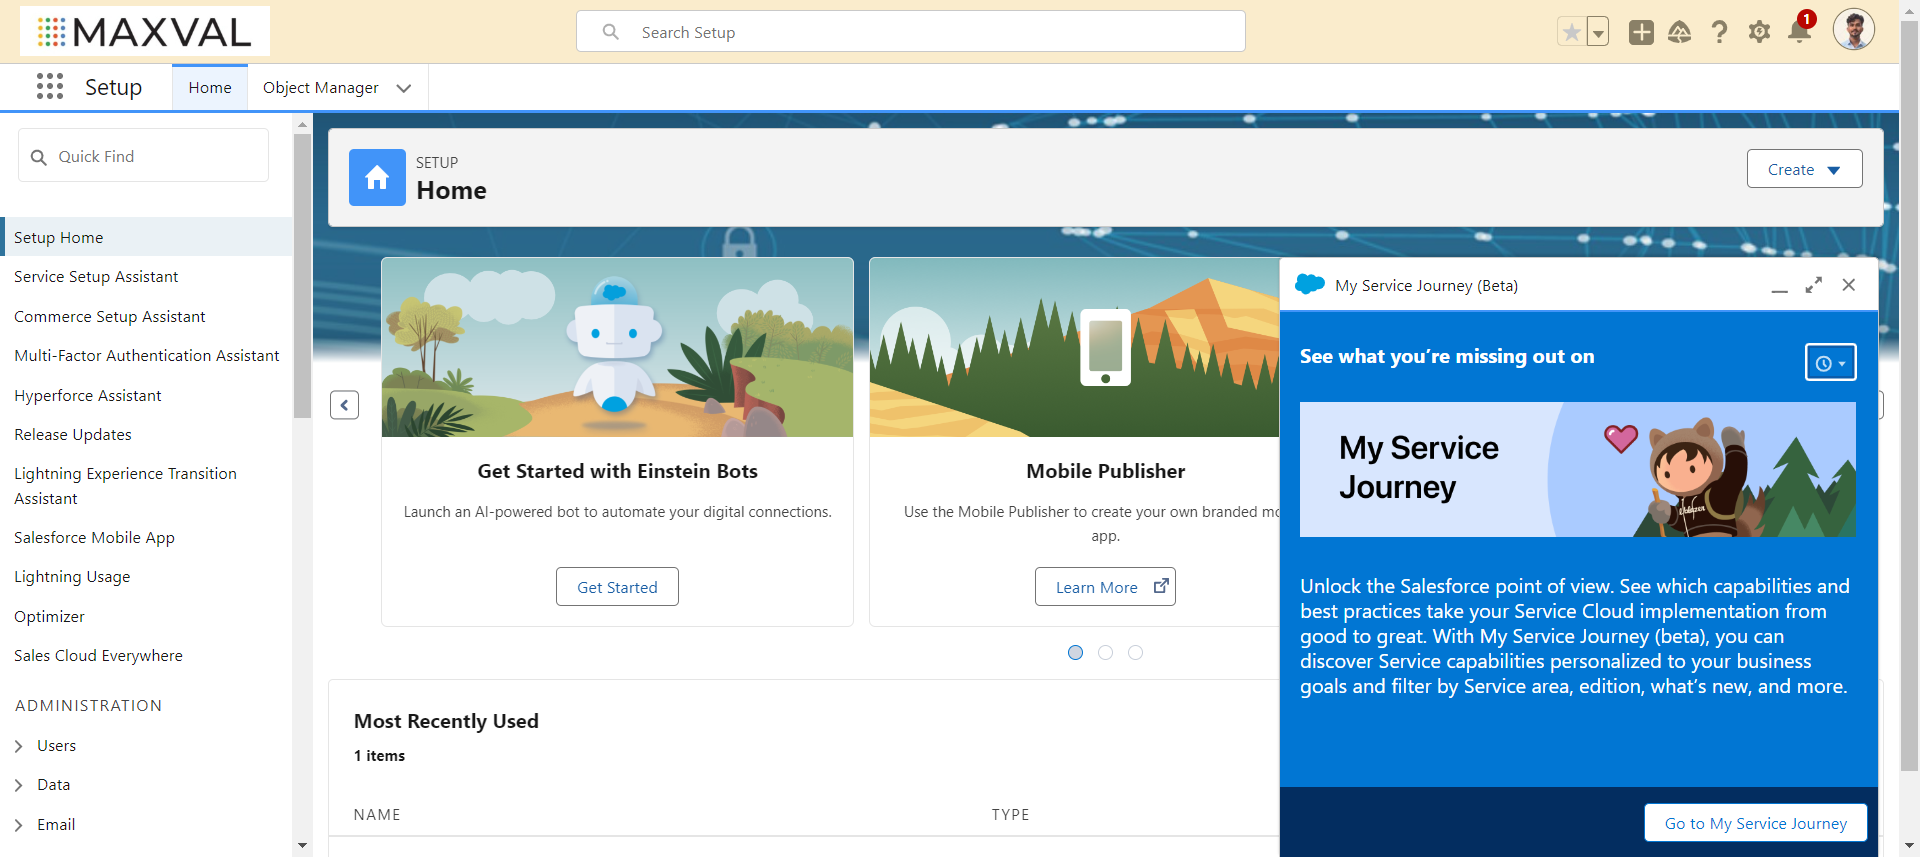 MAXVAL
Search Setup
1
Setup
Home
Object Manager
Quick Find
Setup Home
Service Setup Assistant
Commerce Setup Assistant
Multi-Factor Authentication Assistant
Hyperforce Assistant
Release Updates
Lightning Experience Transition
Assistant
Salesforce Mobile App
Lightning Usage
Optimizer
Sales Cloud Everywhere
ADMINISTRATION
Users
Data
Email
SETUP
Home
Create
Get Started with Einstein Bots
Launch an AI-powered bot to automate your digital connections.
Get Started
Mobile Publisher
Use the Mobile Publisher to create your own branded mo
app.
Learn More
Most Recently Used
1 items
NAME
TYPE
My Service Journey (Beta)
See what you’re missing out on
My Service
Journey
Unlock the Salesforce point of view. See which capabilities and
best practices take your Service Cloud implementation from
good to great. With My Service Journey (beta), you can
discover Service capabilities personalized to your business
goals and filter by Service area, edition, what’s new, and more.
Go to My Service Journey